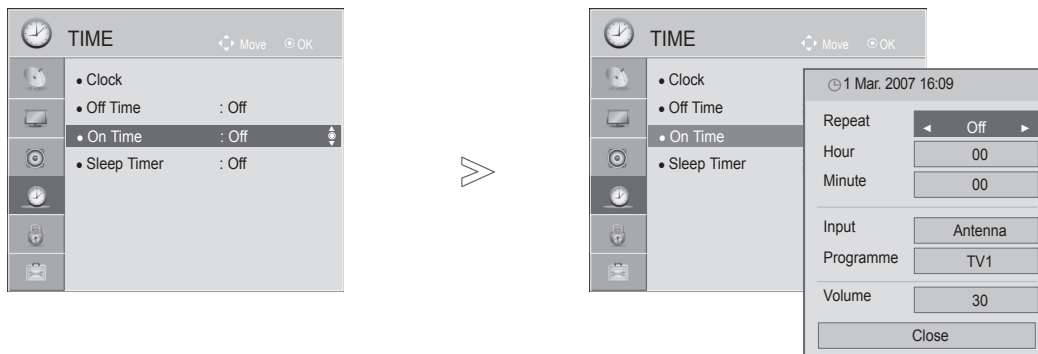 TIME
Move OK
• Clock
• Off Time : Off
• On Time : Off
• Sleep Timer : Off
TIME
Move OK
• Clock
• Off Time
• On Time
• Sleep Timer
1 Mar. 2007 16:09
Repeat ◄ Off ►
Hour 00
Minute 00
Input Antenna
Programme TV1
Volume 30
Close